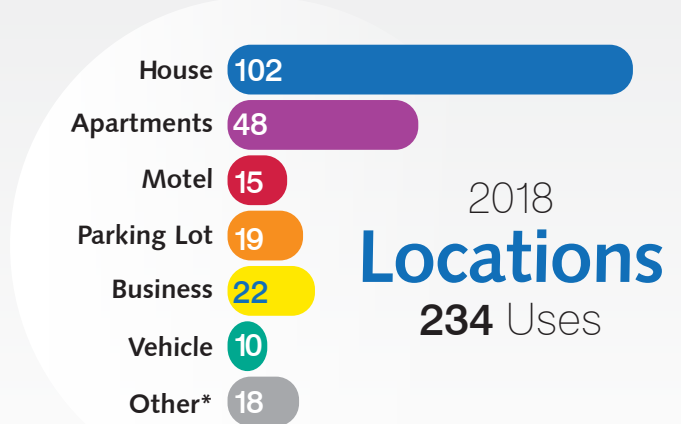 House 102
Apartments 48
Motel 15
Parking Lot 19
Business 22
Vehicle 10
Other* 18
2018
Locations
234 Uses